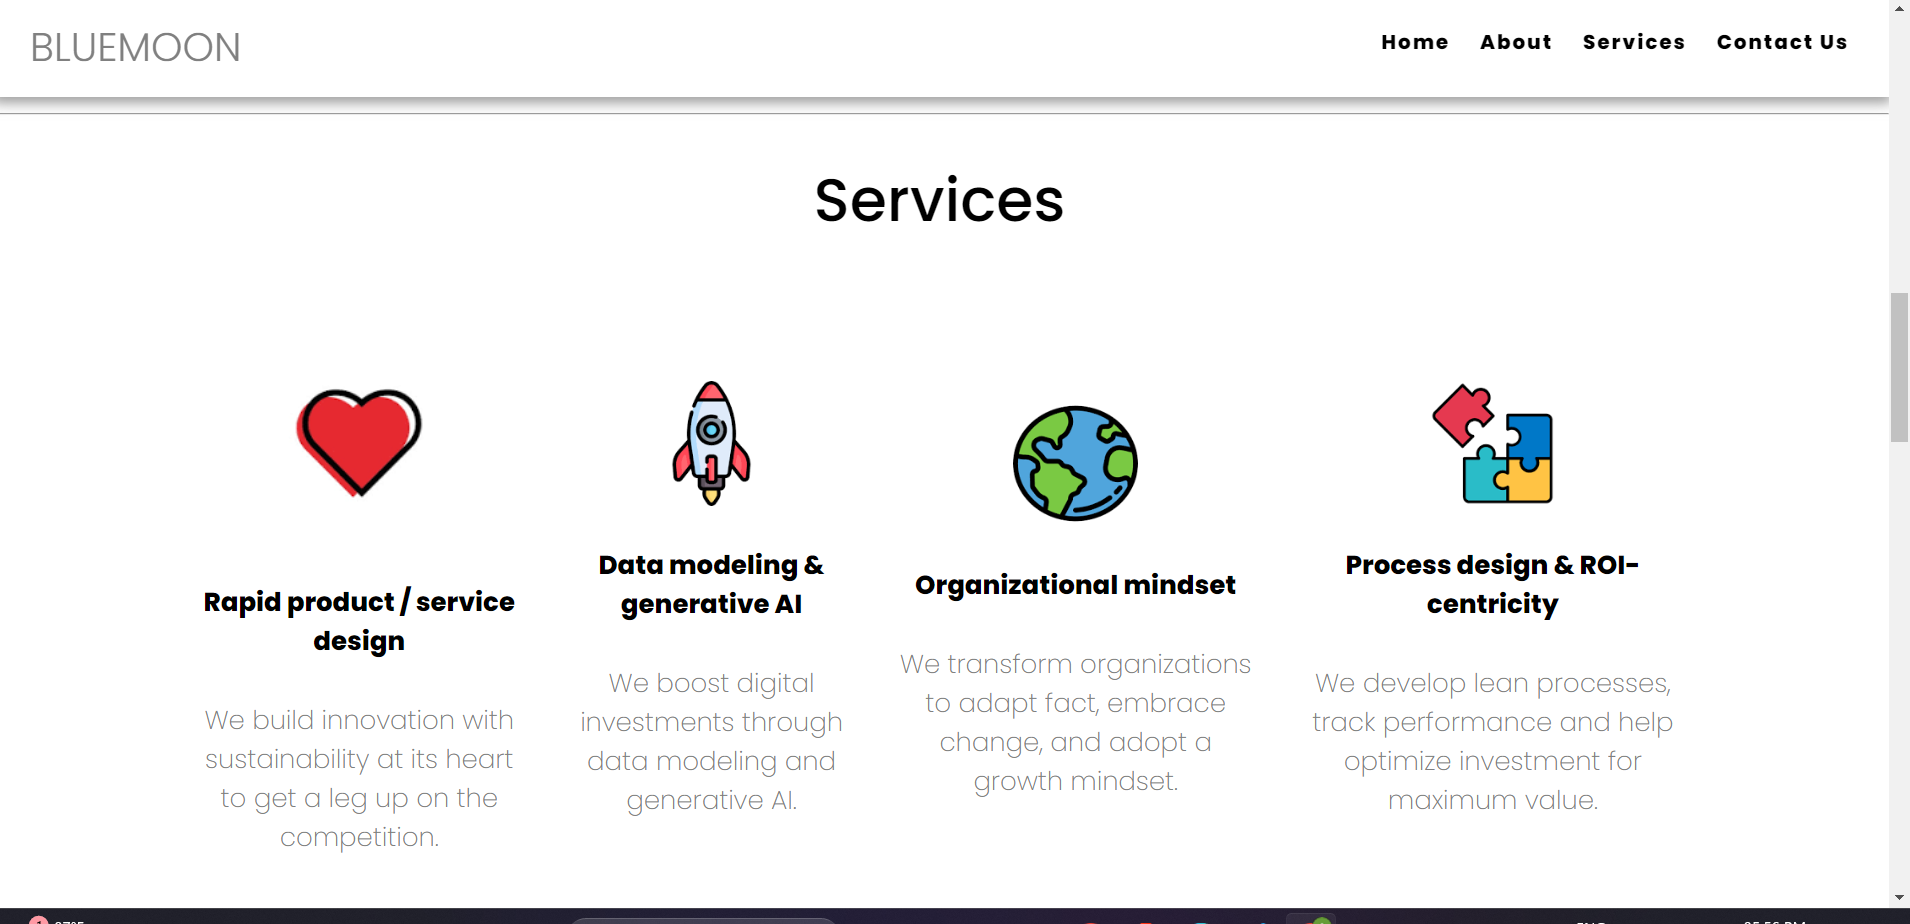 BLUEMOON
Home About Services Contact Us
Services
Rapid product / service
design
We build innovation with
sustainability at its heart
to get a leg up on the
competition.
Data modeling &
generative AI
We boost digital
investments through
data modeling and
generative AI.
Organizational mindset
We transform organizations
to adapt fact, embrace
change, and adopt a
growth mindset.
Process design & ROI-
centricity
We develop lean processes,
track performance and help
optimize investment for
maximum value.